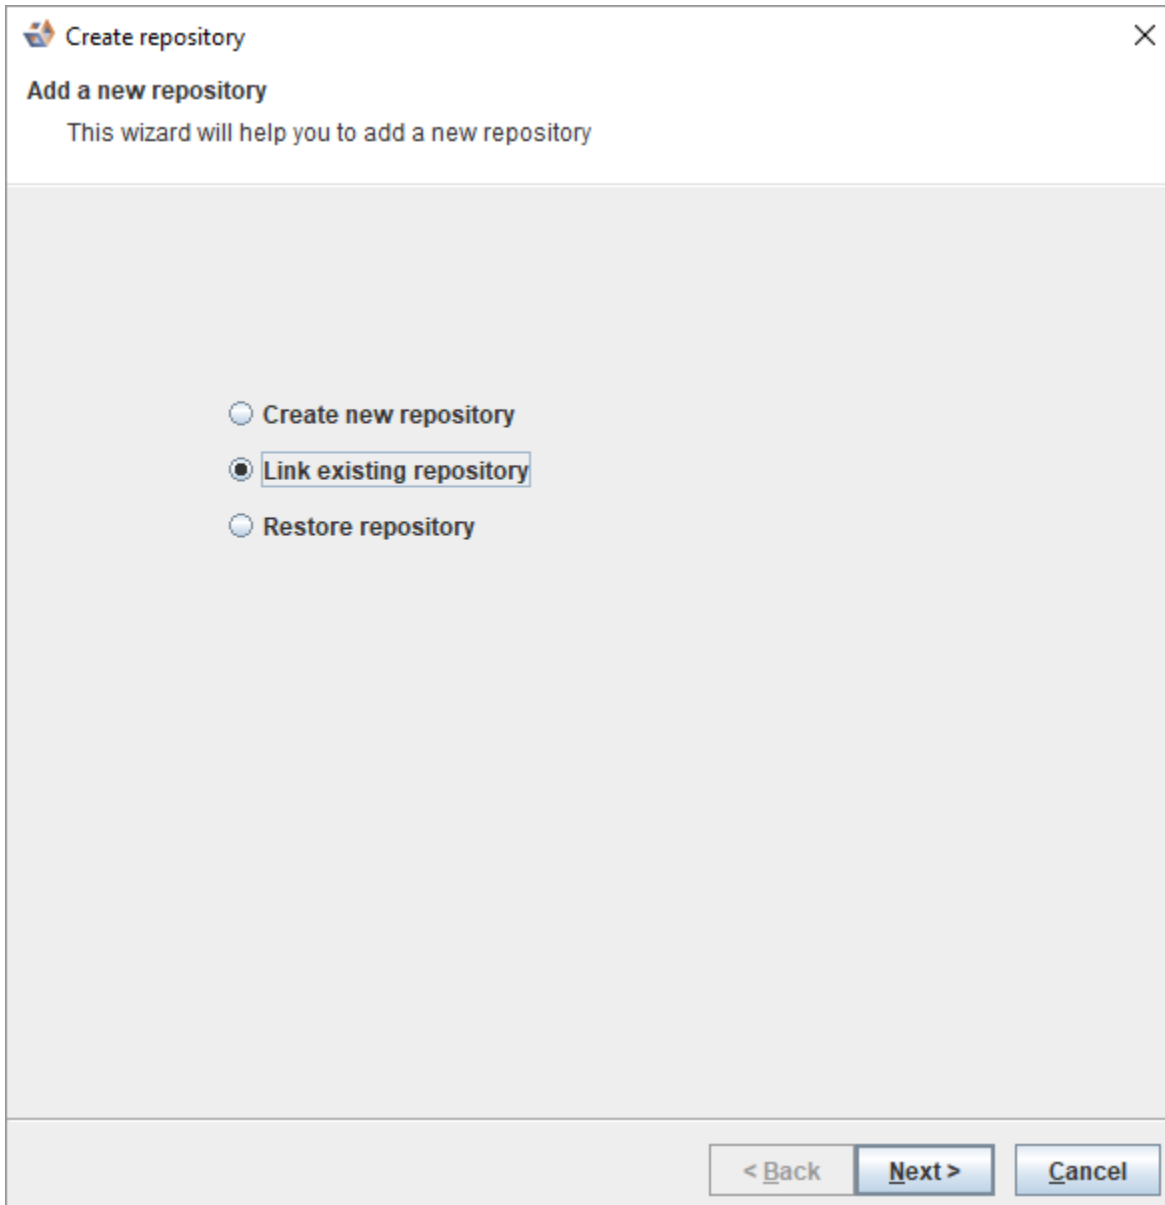 Create repository
Add a new repository
This wizard will help you to add a new repository
Create new repository
Link existing repository
Restore repository
< Back Next > Cancel